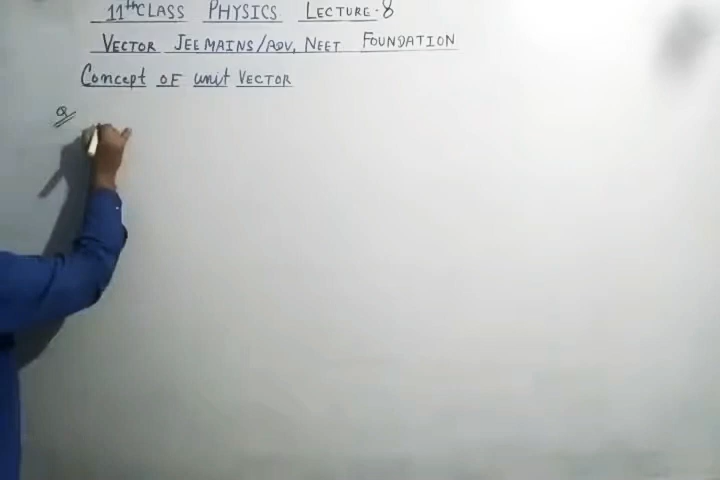 11th CLASS PHYSICS LECTURE-8
VECTOR JEE MAINS/ADV, NEET FOUNDATION
Concept OF unit VECTOR
Q